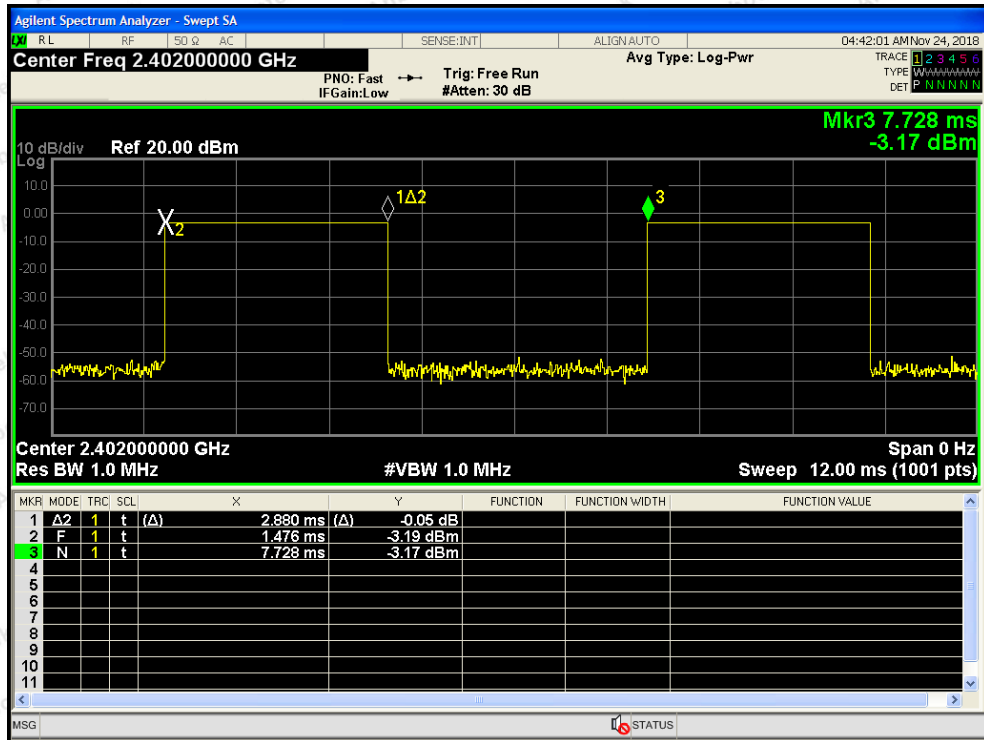 Agilent Spectrum Analyzer - Swept SA
LXI RL RF 50 Ω AC SENSE:INT ALIGN AUTO 04:42:01 AM Nov 24, 2018
Center Freq 2.402000000 GHz Avg Type: Log-Pwr TRACE 1 2 3 4 5 6
PNO: Fast Trig: Free Run TYPE W
IFGain:Low #Atten: 30 dB DET P N N N N N
Mkr3 7.728 ms
10 dB/div Ref 20.00 dBm -3.17 dBm
Log
10.0
0.00
-10.0
-20.0
-30.0
-40.0
-50.0
-60.0
-70.0
X2
1Δ2
3
Center 2.402000000 GHz Span 0 Hz
Res BW 1.0 MHz #VBW 1.0 MHz Sweep 12.00 ms (1001 pts)
MKR MODE TRC SCL X Y FUNCTION FUNCTION WIDTH FUNCTION VALUE
1 Δ2 1 t (Δ) 2.880 ms (Δ) -0.05 dB
2 F 1 t 1.476 ms -3.19 dBm
3 N 1 t 7.728 ms -3.17 dBm
4
5
6
7
8
9
10
11
MSG STATUS